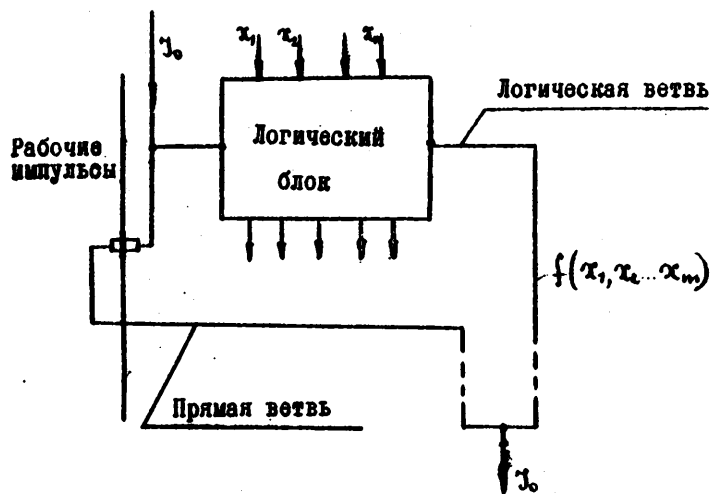 x₁ x₂ xₙ
J₀
Логическая ветвь
Рабочие
импульсы
Логический
блок
f(x₁, x₂...xₘ)
Прямая ветвь
J₀